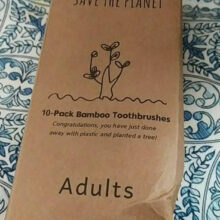 SAVE THE PLANET
10-Pack Bamboo Toothbrushes
Congratulations, you have just done
away with plastic and planted a tree!
Adults